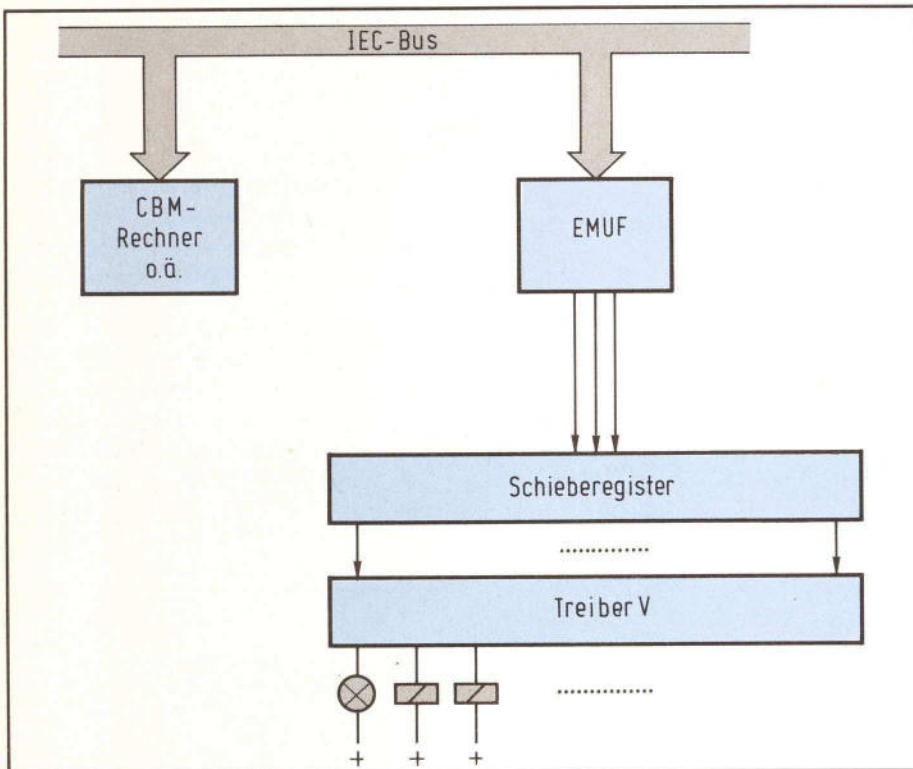 IEC-Bus
CBM-
Rechner
o.ä.
EMUF
Schieberegister
..............
Treiber V
..............
+ + +